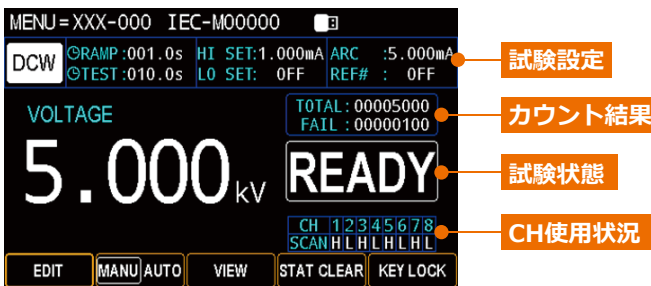 MENU=XXX-000 IEC-M00000
DCW RAMP:001.0s HI SET:1.000mA ARC :5.000mA
TEST:010.0s LO SET: OFF REF# : OFF
試験設定
VOLTAGE
TOTAL:00005000
FAIL :00000100
カウント結果
5.000kV
READY
試験状態
CH 12345678
SCAN HLHLHLHL
CH使用状況
EDIT MANU AUTO VIEW STAT CLEAR KEY LOCK